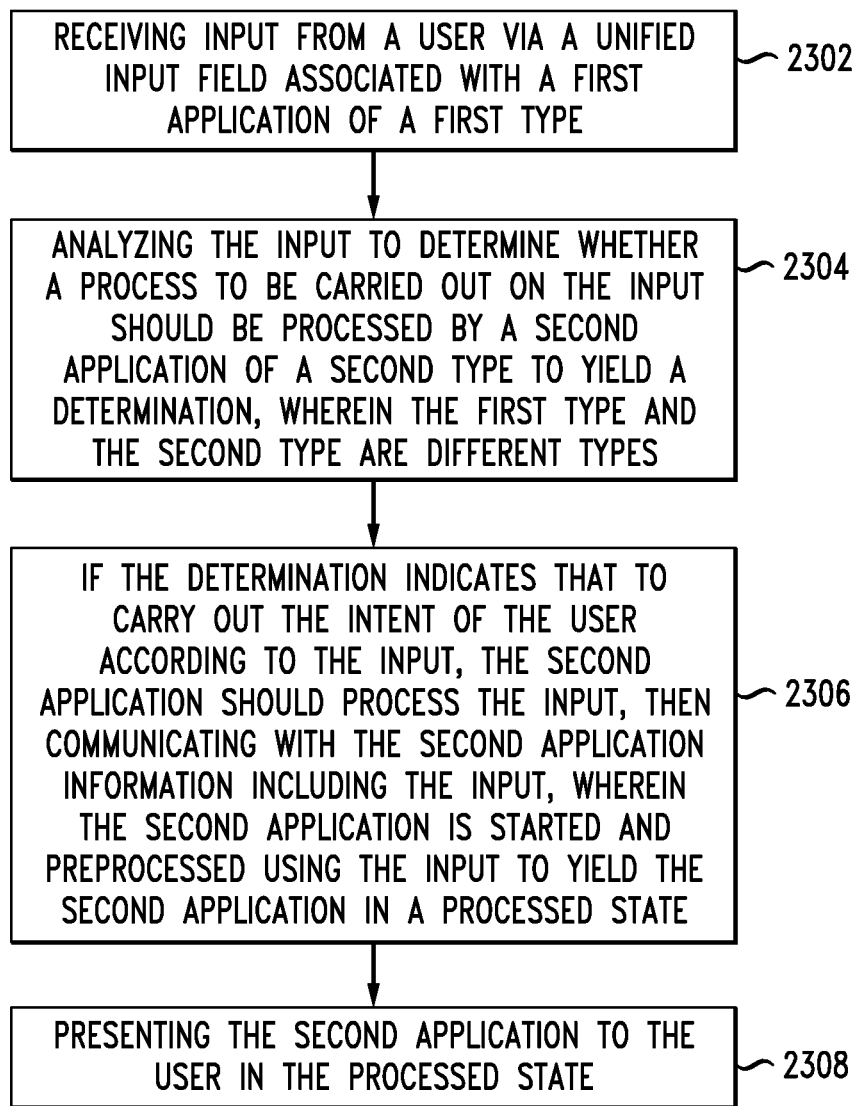 RECEIVING INPUT FROM A USER VIA A UNIFIED
INPUT FIELD ASSOCIATED WITH A FIRST
APPLICATION OF A FIRST TYPE
2302
ANALYZING THE INPUT TO DETERMINE WHETHER
A PROCESS TO BE CARRIED OUT ON THE INPUT
SHOULD BE PROCESSED BY A SECOND
APPLICATION OF A SECOND TYPE TO YIELD A
DETERMINATION, WHEREIN THE FIRST TYPE AND
THE SECOND TYPE ARE DIFFERENT TYPES
2304
IF THE DETERMINATION INDICATES THAT TO
CARRY OUT THE INTENT OF THE USER
ACCORDING TO THE INPUT, THE SECOND
APPLICATION SHOULD PROCESS THE INPUT, THEN
COMMUNICATING WITH THE SECOND APPLICATION
INFORMATION INCLUDING THE INPUT, WHEREIN
THE SECOND APPLICATION IS STARTED AND
PREPROCESSED USING THE INPUT TO YIELD THE
SECOND APPLICATION IN A PROCESSED STATE
2306
PRESENTING THE SECOND APPLICATION TO THE
USER IN THE PROCESSED STATE
2308